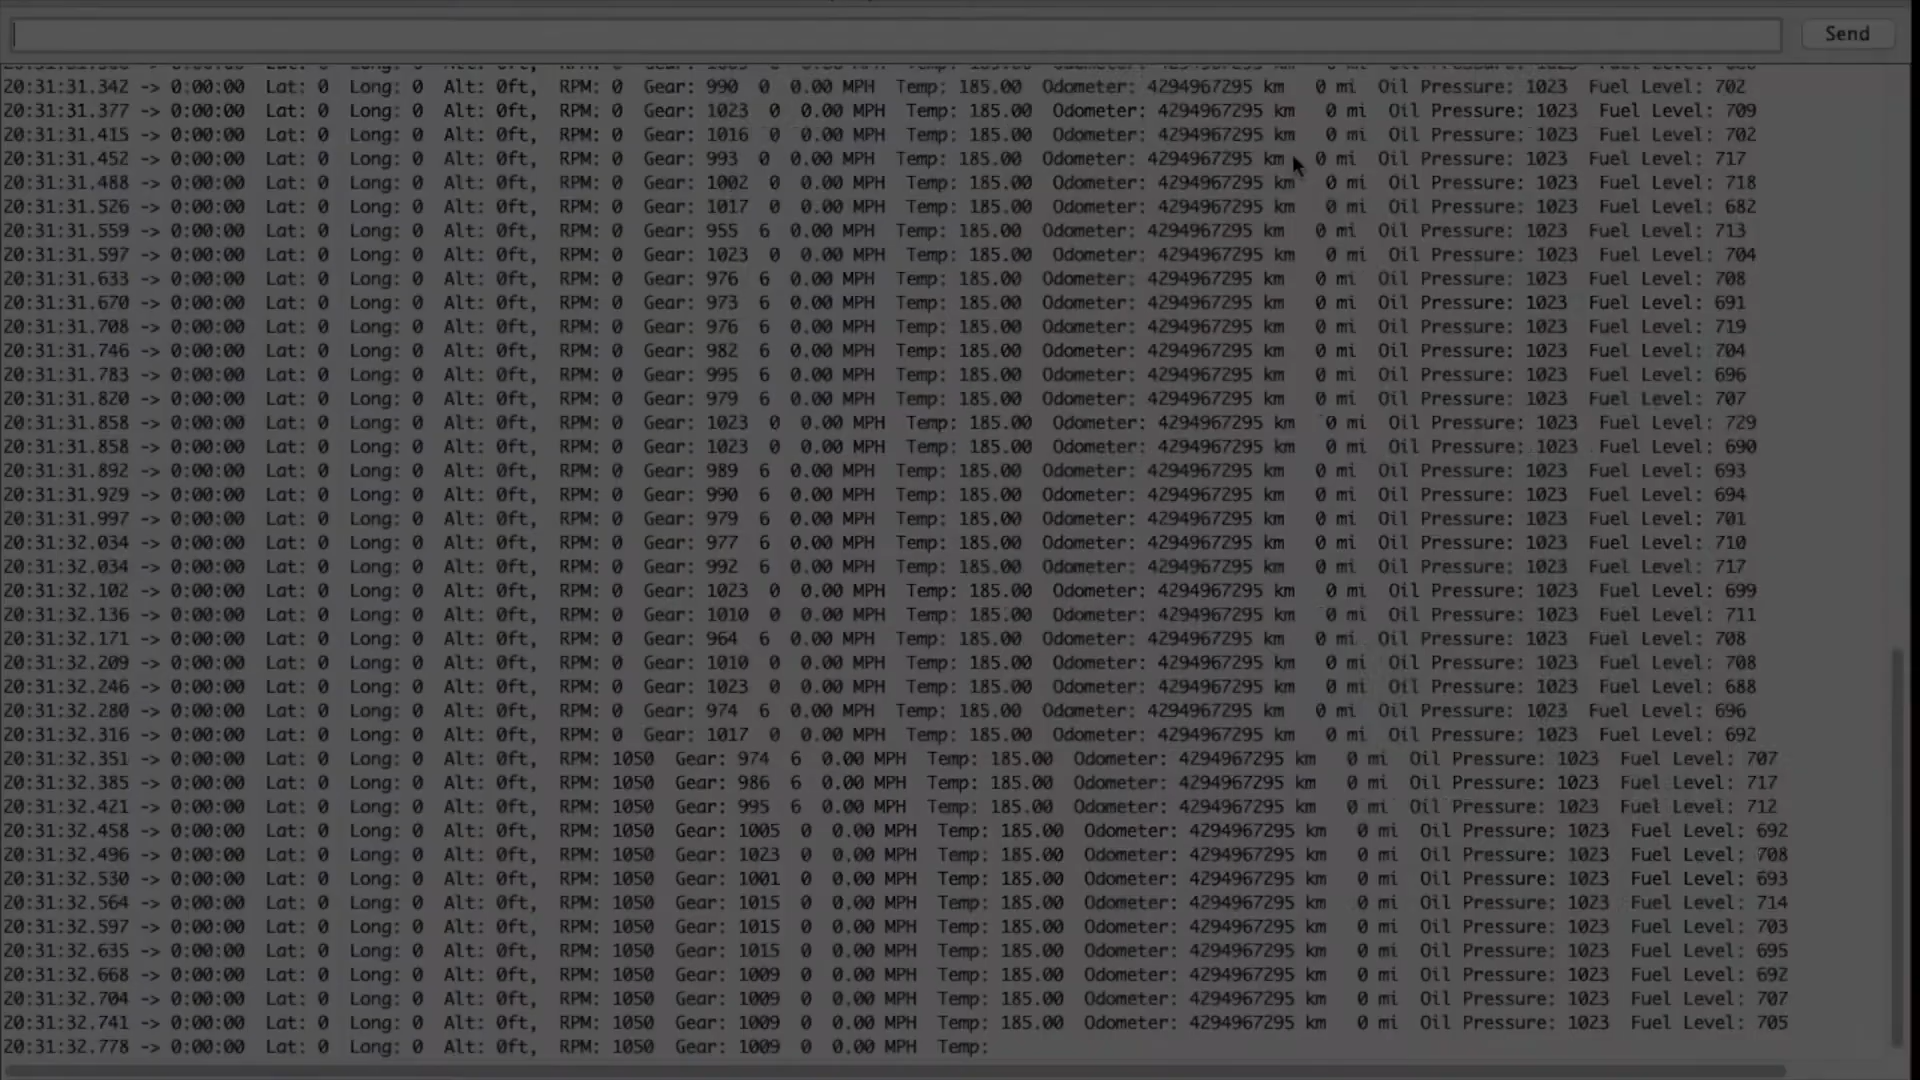 Send
20:31:31.342 -> 0:00:00 Lat: 0 Long: 0 Alt: 0ft, RPM: 0 Gear: 990 0 0.00 MPH Temp: 185.00 Odometer: 4294967295 km 0 mi Oil Pressure: 1023 Fuel Level: 702
20:31:31.377 -> 0:00:00 Lat: 0 Long: 0 Alt: 0ft, RPM: 0 Gear: 1023 0 0.00 MPH Temp: 185.00 Odometer: 4294967295 km 0 mi Oil Pressure: 1023 Fuel Level: 709
20:31:31.415 -> 0:00:00 Lat: 0 Long: 0 Alt: 0ft, RPM: 0 Gear: 1016 0 0.00 MPH Temp: 185.00 Odometer: 4294967295 km 0 mi Oil Pressure: 1023 Fuel Level: 702
20:31:31.452 -> 0:00:00 Lat: 0 Long: 0 Alt: 0ft, RPM: 0 Gear: 993 0 0.00 MPH Temp: 185.00 Odometer: 4294967295 km 0 mi Oil Pressure: 1023 Fuel Level: 717
20:31:31.488 -> 0:00:00 Lat: 0 Long: 0 Alt: 0ft, RPM: 0 Gear: 1002 0 0.00 MPH Temp: 185.00 Odometer: 4294967295 km 0 mi Oil Pressure: 1023 Fuel Level: 718
20:31:31.526 -> 0:00:00 Lat: 0 Long: 0 Alt: 0ft, RPM: 0 Gear: 1017 0 0.00 MPH Temp: 185.00 Odometer: 4294967295 km 0 mi Oil Pressure: 1023 Fuel Level: 682
20:31:31.559 -> 0:00:00 Lat: 0 Long: 0 Alt: 0ft, RPM: 0 Gear: 955 6 0.00 MPH Temp: 185.00 Odometer: 4294967295 km 0 mi Oil Pressure: 1023 Fuel Level: 713
20:31:31.597 -> 0:00:00 Lat: 0 Long: 0 Alt: 0ft, RPM: 0 Gear: 1023 0 0.00 MPH Temp: 185.00 Odometer: 4294967295 km 0 mi Oil Pressure: 1023 Fuel Level: 704
20:31:31.633 -> 0:00:00 Lat: 0 Long: 0 Alt: 0ft, RPM: 0 Gear: 976 6 0.00 MPH Temp: 185.00 Odometer: 4294967295 km 0 mi Oil Pressure: 1023 Fuel Level: 708
20:31:31.670 -> 0:00:00 Lat: 0 Long: 0 Alt: 0ft, RPM: 0 Gear: 973 6 0.00 MPH Temp: 185.00 Odometer: 4294967295 km 0 mi Oil Pressure: 1023 Fuel Level: 691
20:31:31.708 -> 0:00:00 Lat: 0 Long: 0 Alt: 0ft, RPM: 0 Gear: 976 6 0.00 MPH Temp: 185.00 Odometer: 4294967295 km 0 mi Oil Pressure: 1023 Fuel Level: 719
20:31:31.746 -> 0:00:00 Lat: 0 Long: 0 Alt: 0ft, RPM: 0 Gear: 982 6 0.00 MPH Temp: 185.00 Odometer: 4294967295 km 0 mi Oil Pressure: 1023 Fuel Level: 704
20:31:31.783 -> 0:00:00 Lat: 0 Long: 0 Alt: 0ft, RPM: 0 Gear: 995 6 0.00 MPH Temp: 185.00 Odometer: 4294967295 km 0 mi Oil Pressure: 1023 Fuel Level: 696
20:31:31.820 -> 0:00:00 Lat: 0 Long: 0 Alt: 0ft, RPM: 0 Gear: 979 6 0.00 MPH Temp: 185.00 Odometer: 4294967295 km 0 mi Oil Pressure: 1023 Fuel Level: 707
20:31:31.858 -> 0:00:00 Lat: 0 Long: 0 Alt: 0ft, RPM: 0 Gear: 1023 0 0.00 MPH Temp: 185.00 Odometer: 4294967295 km 0 mi Oil Pressure: 1023 Fuel Level: 729
20:31:31.858 -> 0:00:00 Lat: 0 Long: 0 Alt: 0ft, RPM: 0 Gear: 1023 0 0.00 MPH Temp: 185.00 Odometer: 4294967295 km 0 mi Oil Pressure: 1023 Fuel Level: 690
20:31:31.892 -> 0:00:00 Lat: 0 Long: 0 Alt: 0ft, RPM: 0 Gear: 989 6 0.00 MPH Temp: 185.00 Odometer: 4294967295 km 0 mi Oil Pressure: 1023 Fuel Level: 693
20:31:31.929 -> 0:00:00 Lat: 0 Long: 0 Alt: 0ft, RPM: 0 Gear: 990 6 0.00 MPH Temp: 185.00 Odometer: 4294967295 km 0 mi Oil Pressure: 1023 Fuel Level: 694
20:31:31.997 -> 0:00:00 Lat: 0 Long: 0 Alt: 0ft, RPM: 0 Gear: 979 6 0.00 MPH Temp: 185.00 Odometer: 4294967295 km 0 mi Oil Pressure: 1023 Fuel Level: 701
20:31:32.034 -> 0:00:00 Lat: 0 Long: 0 Alt: 0ft, RPM: 0 Gear: 977 6 0.00 MPH Temp: 185.00 Odometer: 4294967295 km 0 mi Oil Pressure: 1023 Fuel Level: 710
20:31:32.034 -> 0:00:00 Lat: 0 Long: 0 Alt: 0ft, RPM: 0 Gear: 992 6 0.00 MPH Temp: 185.00 Odometer: 4294967295 km 0 mi Oil Pressure: 1023 Fuel Level: 717
20:31:32.102 -> 0:00:00 Lat: 0 Long: 0 Alt: 0ft, RPM: 0 Gear: 1023 0 0.00 MPH Temp: 185.00 Odometer: 4294967295 km 0 mi Oil Pressure: 1023 Fuel Level: 699
20:31:32.136 -> 0:00:00 Lat: 0 Long: 0 Alt: 0ft, RPM: 0 Gear: 1010 0 0.00 MPH Temp: 185.00 Odometer: 4294967295 km 0 mi Oil Pressure: 1023 Fuel Level: 711
20:31:32.171 -> 0:00:00 Lat: 0 Long: 0 Alt: 0ft, RPM: 0 Gear: 964 6 0.00 MPH Temp: 185.00 Odometer: 4294967295 km 0 mi Oil Pressure: 1023 Fuel Level: 708
20:31:32.209 -> 0:00:00 Lat: 0 Long: 0 Alt: 0ft, RPM: 0 Gear: 1010 0 0.00 MPH Temp: 185.00 Odometer: 4294967295 km 0 mi Oil Pressure: 1023 Fuel Level: 708
20:31:32.246 -> 0:00:00 Lat: 0 Long: 0 Alt: 0ft, RPM: 0 Gear: 1023 0 0.00 MPH Temp: 185.00 Odometer: 4294967295 km 0 mi Oil Pressure: 1023 Fuel Level: 688
20:31:32.280 -> 0:00:00 Lat: 0 Long: 0 Alt: 0ft, RPM: 0 Gear: 974 6 0.00 MPH Temp: 185.00 Odometer: 4294967295 km 0 mi Oil Pressure: 1023 Fuel Level: 696
20:31:32.316 -> 0:00:00 Lat: 0 Long: 0 Alt: 0ft, RPM: 0 Gear: 1017 0 0.00 MPH Temp: 185.00 Odometer: 4294967295 km 0 mi Oil Pressure: 1023 Fuel Level: 692
20:31:32.351 -> 0:00:00 Lat: 0 Long: 0 Alt: 0ft, RPM: 1050 Gear: 974 6 0.00 MPH Temp: 185.00 Odometer: 4294967295 km 0 mi Oil Pressure: 1023 Fuel Level: 707
20:31:32.385 -> 0:00:00 Lat: 0 Long: 0 Alt: 0ft, RPM: 1050 Gear: 986 6 0.00 MPH Temp: 185.00 Odometer: 4294967295 km 0 mi Oil Pressure: 1023 Fuel Level: 717
20:31:32.421 -> 0:00:00 Lat: 0 Long: 0 Alt: 0ft, RPM: 1050 Gear: 995 6 0.00 MPH Temp: 185.00 Odometer: 4294967295 km 0 mi Oil Pressure: 1023 Fuel Level: 712
20:31:32.458 -> 0:00:00 Lat: 0 Long: 0 Alt: 0ft, RPM: 1050 Gear: 1005 0 0.00 MPH Temp: 185.00 Odometer: 4294967295 km 0 mi Oil Pressure: 1023 Fuel Level: 692
20:31:32.496 -> 0:00:00 Lat: 0 Long: 0 Alt: 0ft, RPM: 1050 Gear: 1023 0 0.00 MPH Temp: 185.00 Odometer: 4294967295 km 0 mi Oil Pressure: 1023 Fuel Level: 708
20:31:32.530 -> 0:00:00 Lat: 0 Long: 0 Alt: 0ft, RPM: 1050 Gear: 1001 0 0.00 MPH Temp: 185.00 Odometer: 4294967295 km 0 mi Oil Pressure: 1023 Fuel Level: 693
20:31:32.564 -> 0:00:00 Lat: 0 Long: 0 Alt: 0ft, RPM: 1050 Gear: 1015 0 0.00 MPH Temp: 185.00 Odometer: 4294967295 km 0 mi Oil Pressure: 1023 Fuel Level: 714
20:31:32.597 -> 0:00:00 Lat: 0 Long: 0 Alt: 0ft, RPM: 1050 Gear: 1015 0 0.00 MPH Temp: 185.00 Odometer: 4294967295 km 0 mi Oil Pressure: 1023 Fuel Level: 703
20:31:32.635 -> 0:00:00 Lat: 0 Long: 0 Alt: 0ft, RPM: 1050 Gear: 1015 0 0.00 MPH Temp: 185.00 Odometer: 4294967295 km 0 mi Oil Pressure: 1023 Fuel Level: 695
20:31:32.668 -> 0:00:00 Lat: 0 Long: 0 Alt: 0ft, RPM: 1050 Gear: 1009 0 0.00 MPH Temp: 185.00 Odometer: 4294967295 km 0 mi Oil Pressure: 1023 Fuel Level: 692
20:31:32.704 -> 0:00:00 Lat: 0 Long: 0 Alt: 0ft, RPM: 1050 Gear: 1009 0 0.00 MPH Temp: 185.00 Odometer: 4294967295 km 0 mi Oil Pressure: 1023 Fuel Level: 707
20:31:32.741 -> 0:00:00 Lat: 0 Long: 0 Alt: 0ft, RPM: 1050 Gear: 1009 0 0.00 MPH Temp: 185.00 Odometer: 4294967295 km 0 mi Oil Pressure: 1023 Fuel Level: 705
20:31:32.778 -> 0:00:00 Lat: 0 Long: 0 Alt: 0ft, RPM: 1050 Gear: 1009 0 0.00 MPH Temp: